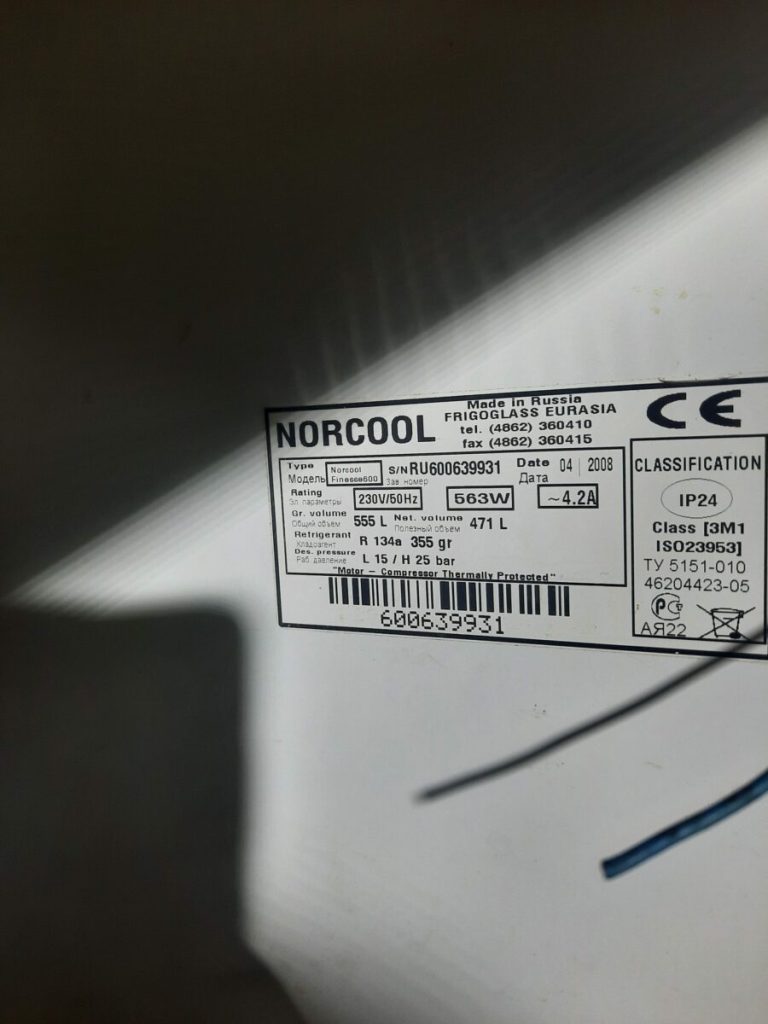 NORCOOL
Made in Russia
FRIGOGLASS EURASIA
tel. (4862) 360410
fax (4862) 360415
CE
Type Norcool S/N RU600639931 Date 04 | 2008
Модель Finesse600 Зав номер Дата
Rating 230V/50Hz 563W ~4.2A
Эл. параметры
Gr. volume 555 L Net. volume 471 L
Общий объём Полезный объем
Refrigerant R 134a 355 gr
Хладоагент
Des. pressure L 15 / H 25 bar
Раб. давление
"Motor - Compressor Thermally Protected"
600639931
CLASSIFICATION
IP24
Class [3M1
ISO23953]
ТУ 5151-010
46204423-05
АЯ22